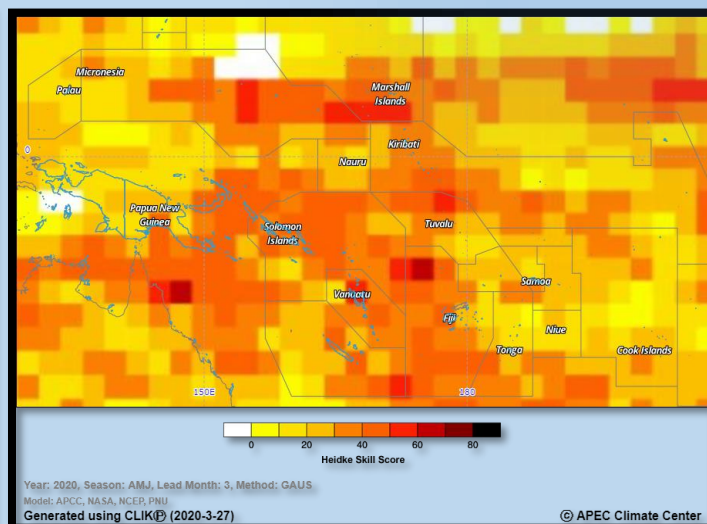 Micronesia
Palau
Marshall
Islands
Kiribati
0
Nauru
Papua New
Guinea
Solomon
Islands
Tuvalu
Samoa
Vanuatu
Fiji
Niue
Tonga
Cook Islands
150E
180
0 20 40 60 80
Heidke Skill Score
Year: 2020, Season: AMJ, Lead Month: 3, Method: GAUS
Model: APCC, NASA, NCEP, PNU
Generated using CLIKⓅ (2020-3-27)
© APEC Climate Center